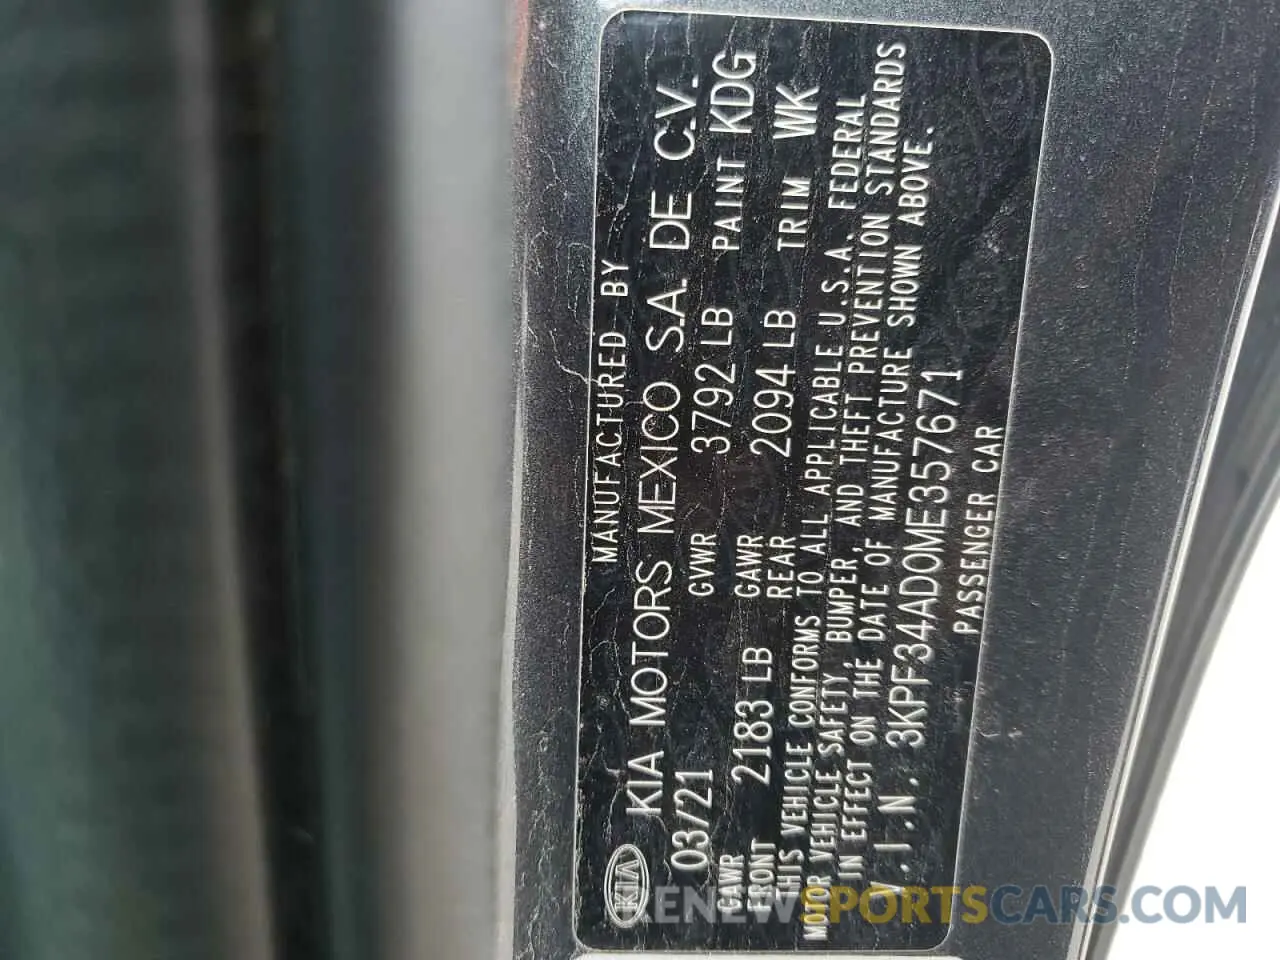 KIA
MANUFACTURED BY
KIA MOTORS MEXICO S.A. DE C.V.
03/21 GVWR 3792 LB PAINT KDG
GAWR FRONT 2183 LB GAWR REAR 2094 LB TRIM WK
THIS VEHICLE CONFORMS TO ALL APPLICABLE U.S.A. FEDERAL
MOTOR VEHICLE SAFETY, BUMPER, AND THEFT PREVENTION STANDARDS
IN EFFECT ON THE DATE OF MANUFACTURE SHOWN ABOVE.
V.I.N. 3KPF34AD0ME357671
PASSENGER CAR
RENEWSPORTSCARS.COM